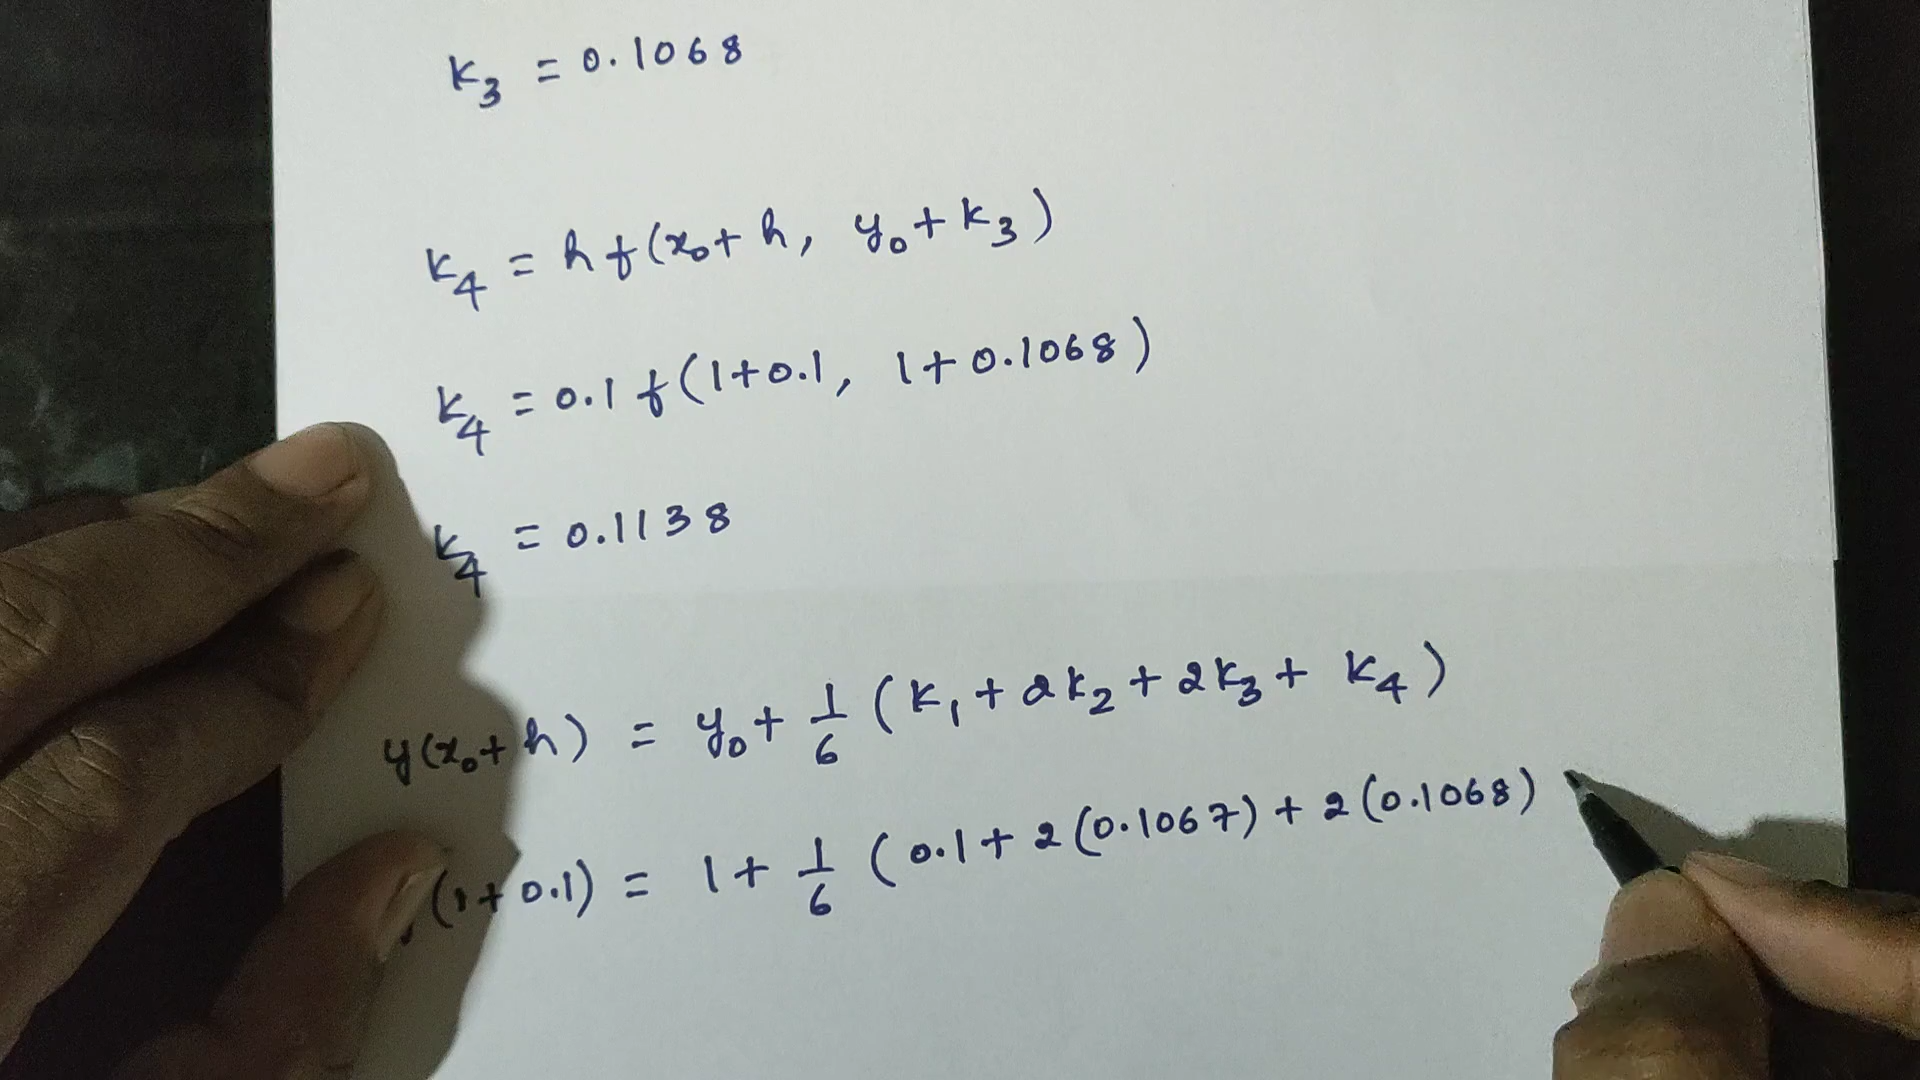 k₃ = 0.1068
k₄ = h f(x₀ + h, y₀ + k₃)
k₄ = 0.1 f(1+0.1, 1+0.1068)
k₄ = 0.1138
y(x₀ + h) = y₀ + 1/6 (k₁ + 2k₂ + 2k₃ + k₄)
(1+0.1) = 1 + 1/6 (0.1 + 2(0.1067) + 2(0.1068)